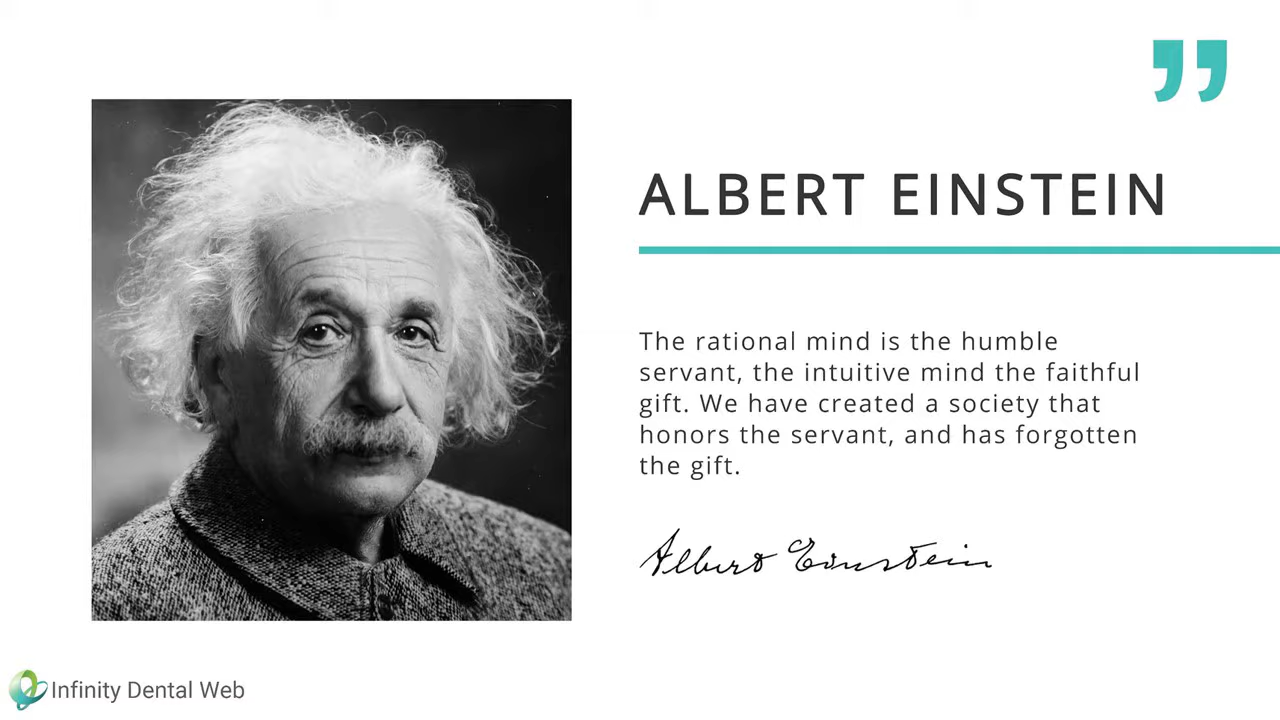 ALBERT EINSTEIN
The rational mind is the humble
servant, the intuitive mind the faithful
gift. We have created a society that
honors the servant, and has forgotten
the gift.
Albert Einstein
Infinity Dental Web